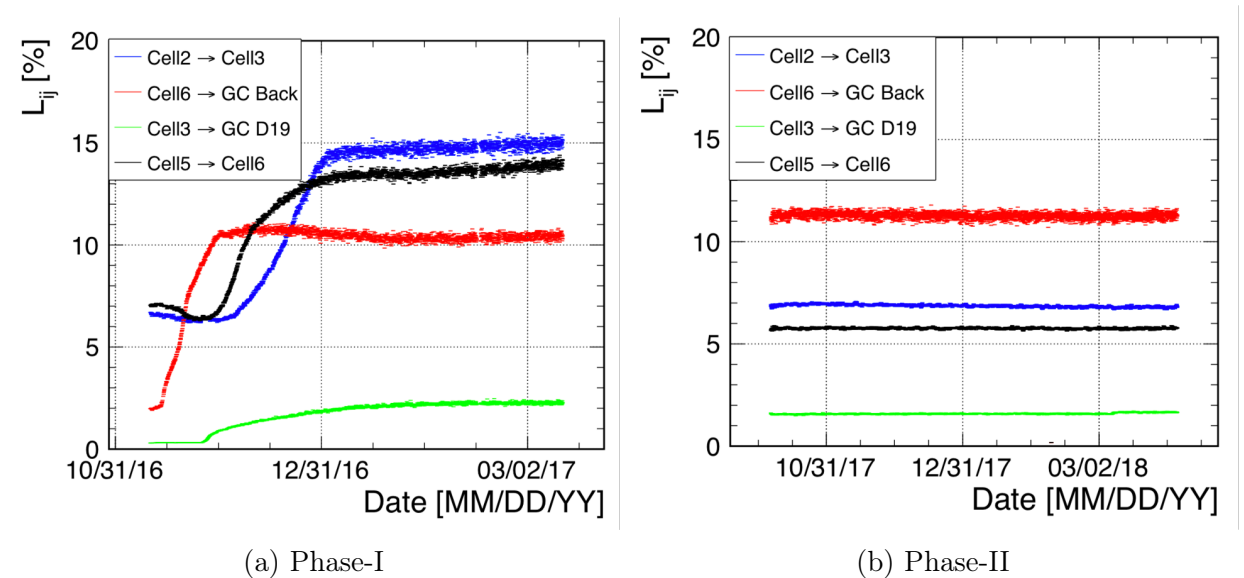 20
15
10
5
0
L_ij [%]
Cell2 → Cell3
Cell6 → GC Back
Cell3 → GC D19
Cell5 → Cell6
10/31/16 12/31/16 03/02/17
Date [MM/DD/YY]
(a) Phase-I
20
15
10
5
0
L_ij [%]
Cell2 → Cell3
Cell6 → GC Back
Cell3 → GC D19
Cell5 → Cell6
10/31/17 12/31/17 03/02/18
Date [MM/DD/YY]
(b) Phase-II